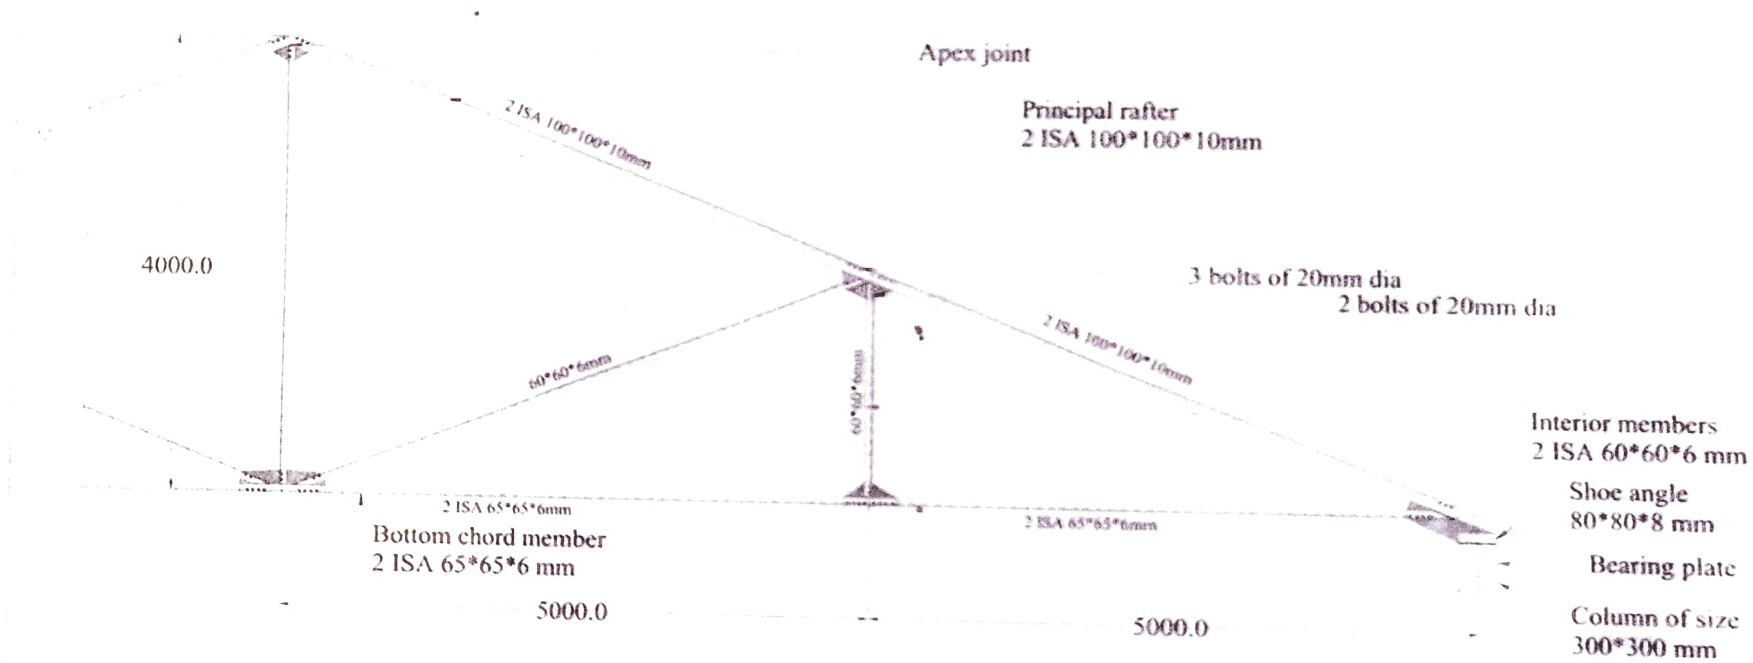 Apex joint
Principal rafter
2 ISA 100*100*10mm
2 ISA 100*100*10mm
4000.0
3 bolts of 20mm dia
2 bolts of 20mm dia
2 ISA 100*100*10mm
60*60*6mm
60*60*6mm
Interior members
2 ISA 60*60*6 mm
Shoe angle
80*80*8 mm
2 ISA 65*65*6mm
2 ISA 65*65*6mm
Bottom chord member
2 ISA 65*65*6 mm
Bearing plate
5000.0
5000.0
Column of size
300*300 mm